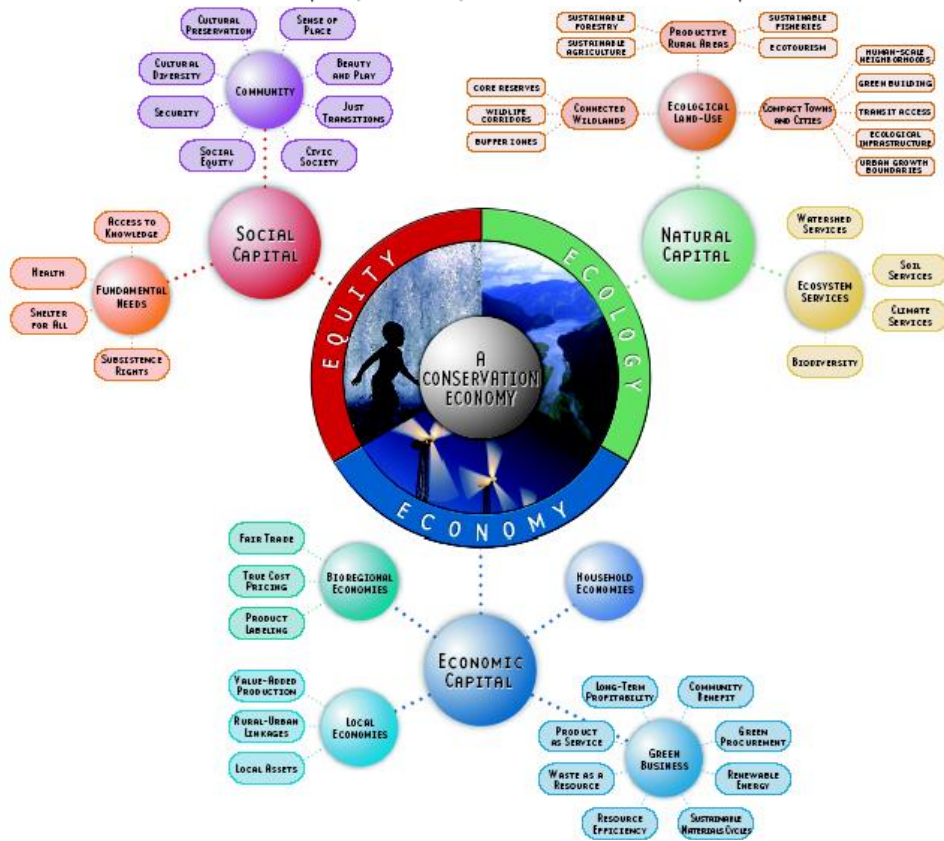 CULTURAL
PRESERVATION
SENSE OF
PLACE
CULTURAL
DIVERSITY
BEAUTY
AND PLAY
COMMUNITY
SECURITY
JUST
TRANSITIONS
SOCIAL
EQUITY
CIVIC
SOCIETY
SOCIAL
CAPITAL
ACCESS TO
KNOWLEDGE
HEALTH
FUNDAMENTAL
NEEDS
SHELTER
FOR ALL
SUBSISTENCE
RIGHTS
SUSTAINABLE
FORESTRY
SUSTAINABLE
FISHERIES
PRODUCTIVE
RURAL AREAS
SUSTAINABLE
AGRICULTURE
ECOTOURISM
HUMAN-SCALE
NEIGHBORHOODS
CORE RESERVES
GREEN BUILDING
WILDLIFE
CORRIDORS
CONNECTED
WILDLANDS
ECOLOGICAL
LAND-USE
COMPACT TOWNS
AND CITIES
TRANSIT ACCESS
BUFFER ZONES
ECOLOGICAL
INFRASTRUCTURE
URBAN GROWTH
BOUNDARIES
NATURAL
CAPITAL
WATERSHED
SERVICES
SOIL
SERVICES
ECOSYSTEM
SERVICES
CLIMATE
SERVICES
BIODIVERSITY
EQUITY
ECOLOGY
A
CONSERVATION
ECONOMY
ECONOMY
FAIR TRADE
BIOREGIONAL
ECONOMIES
HOUSEHOLD
ECONOMIES
TRUE COST
PRICING
PRODUCT
LABELING
ECONOMIC
CAPITAL
VALUE-ADDED
PRODUCTION
RURAL-URBAN
LINKAGES
LOCAL
ECONOMIES
LOCAL ASSETS
LONG-TERM
PROFITABILITY
COMMUNITY
BENEFIT
PRODUCT
AS SERVICE
GREEN
PROCUREMENT
GREEN
BUSINESS
WASTE AS A
RESOURCE
RENEWABLE
ENERGY
RESOURCE
EFFICIENCY
SUSTAINABLE
MATERIALS CYCLES